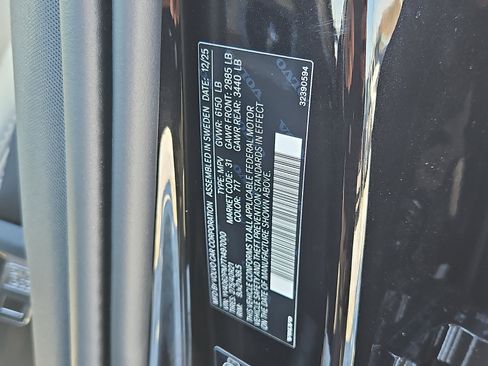 MFD BY VOLVO CAR CORPORATION ASSEMBLED IN SWEDEN DATE: 12/25
TYPE: MPV GVWR: 6150 LB
MARKET CODE: 31 GAWR FRONT: 2885 LB
COLOR: 717 GAWR REAR: 3440 LB
THIS VEHICLE CONFORMS TO ALL APPLICABLE FEDERAL MOTOR
VEHICLE SAFETY AND THEFT PREVENTION STANDARDS IN EFFECT
ON THE DATE OF MANUFACTURE SHOWN ABOVE.
VOLVO
32390594